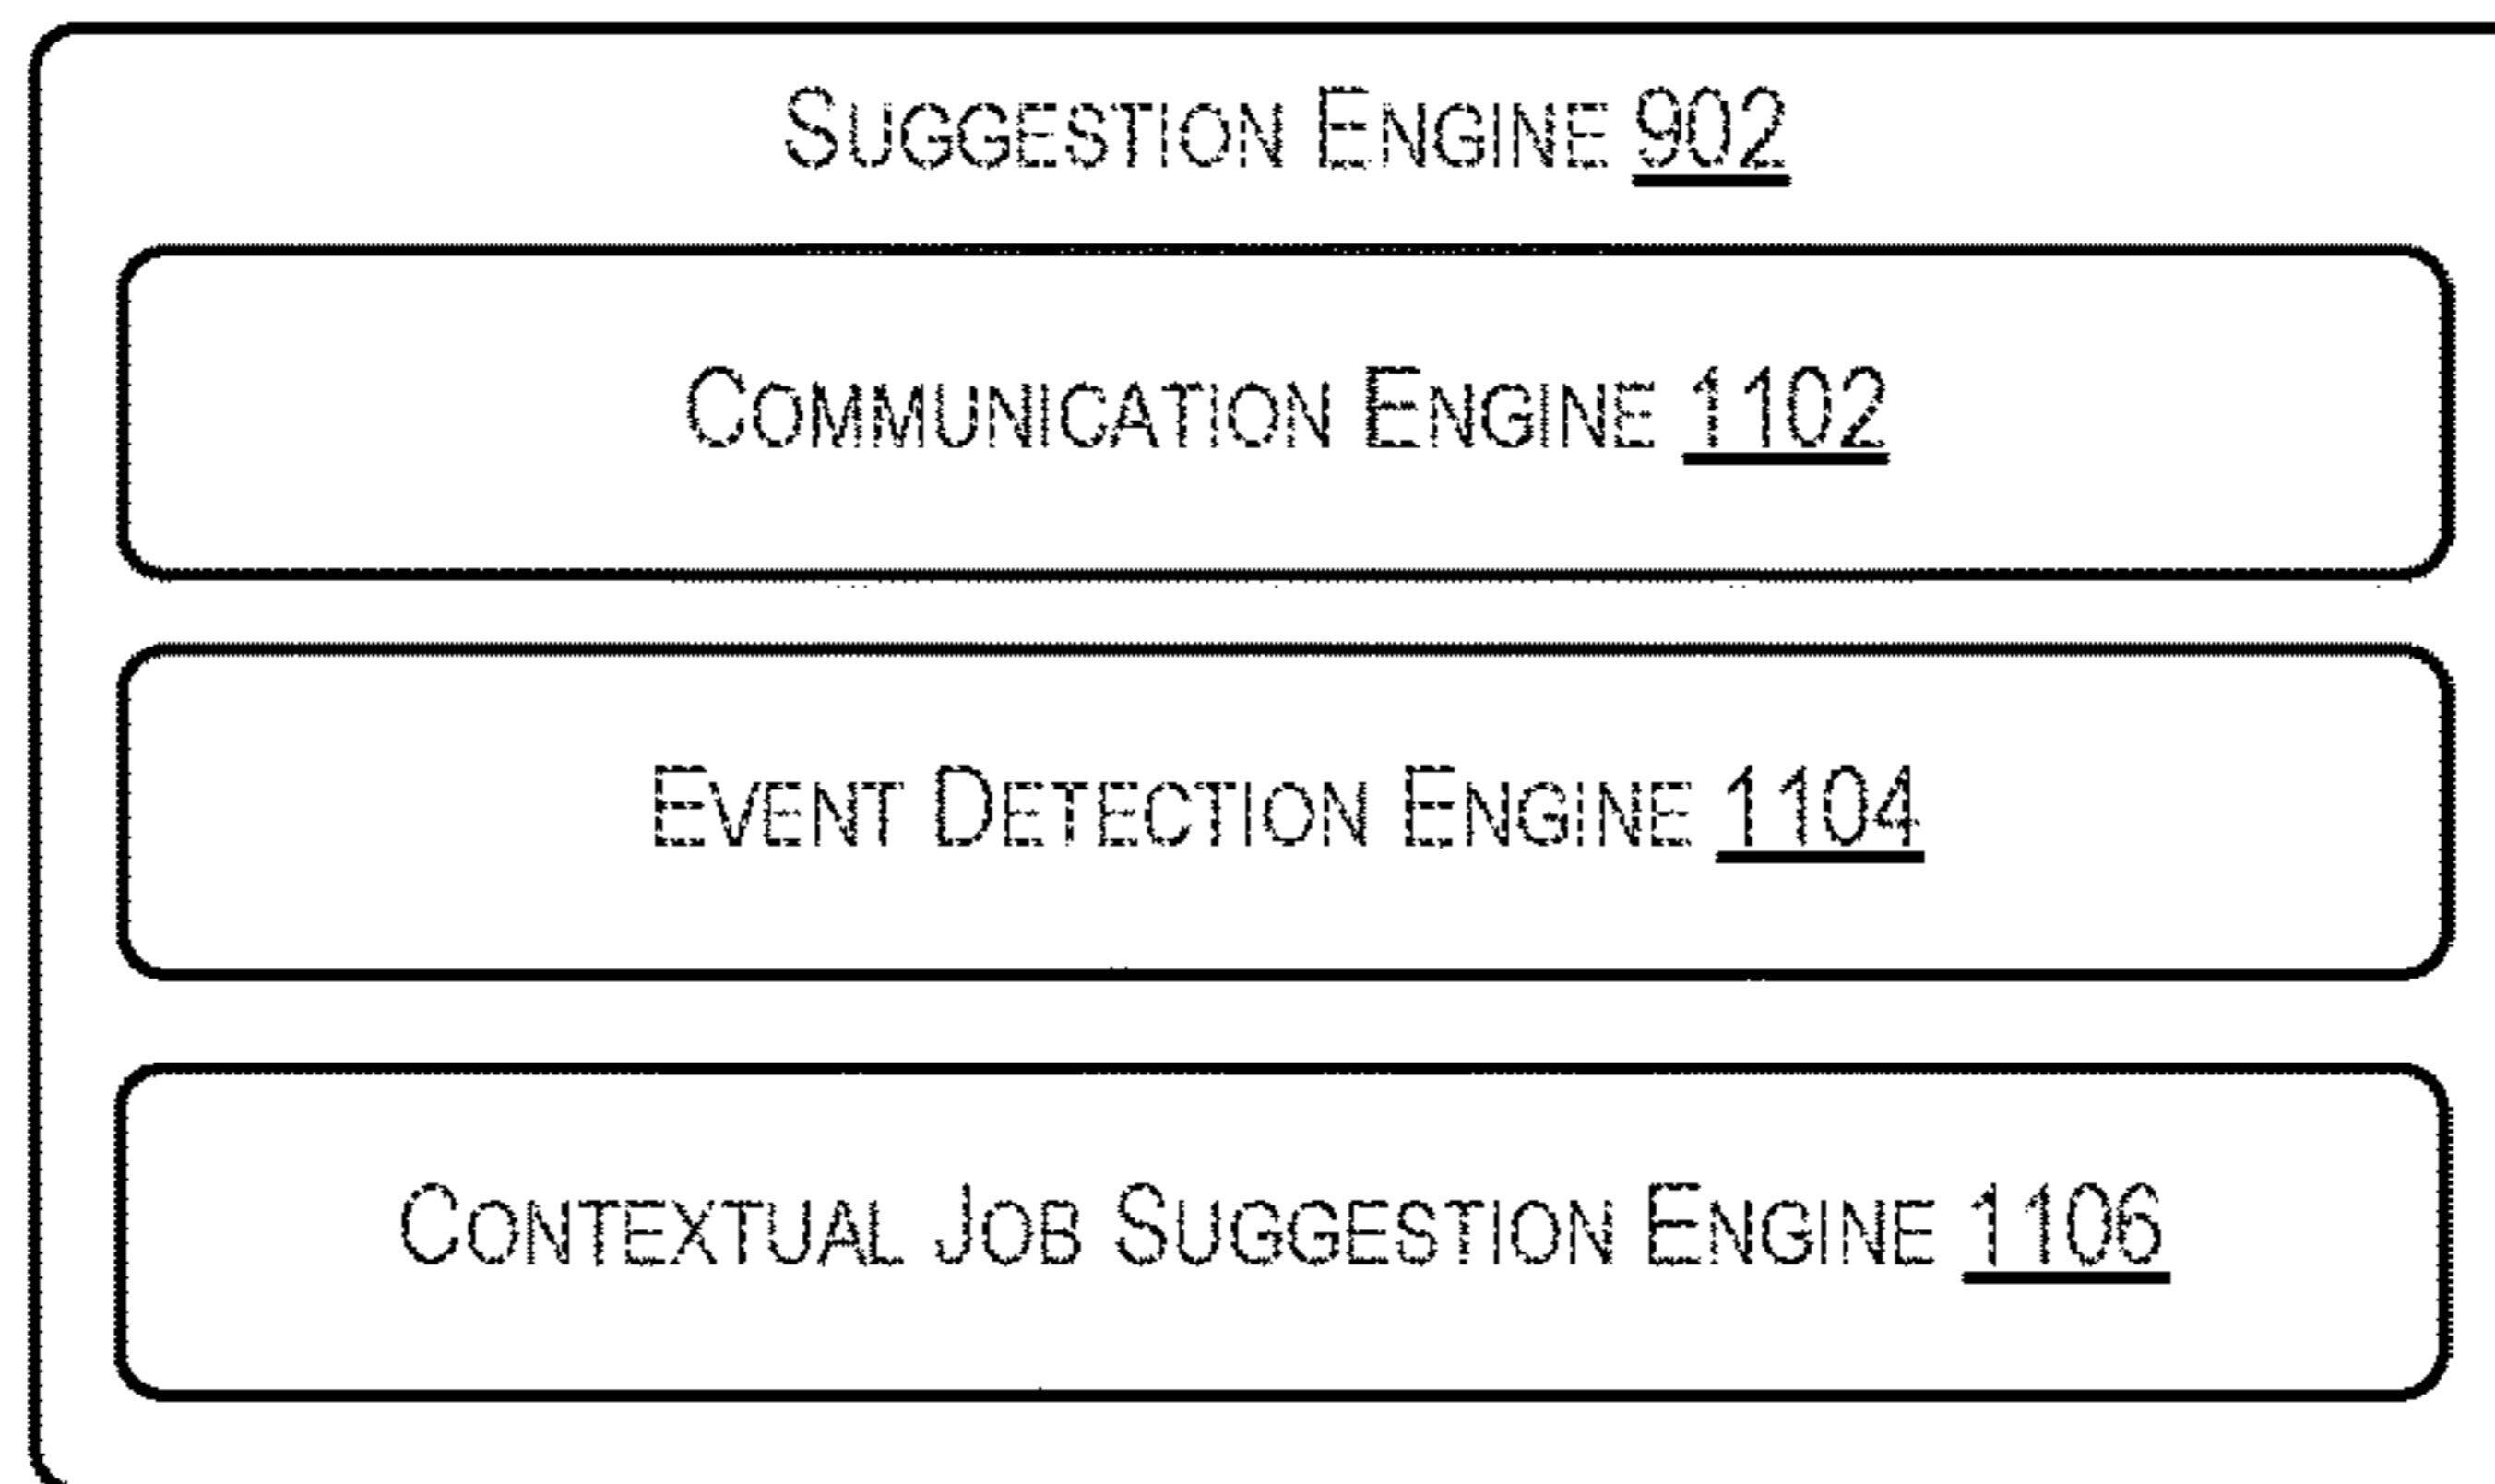 SUGGESTION ENGINE 902
COMMUNICATION ENGINE 1102
EVENT DETECTION ENGINE 1104
CONTEXTUAL JOB SUGGESTION ENGINE 1106